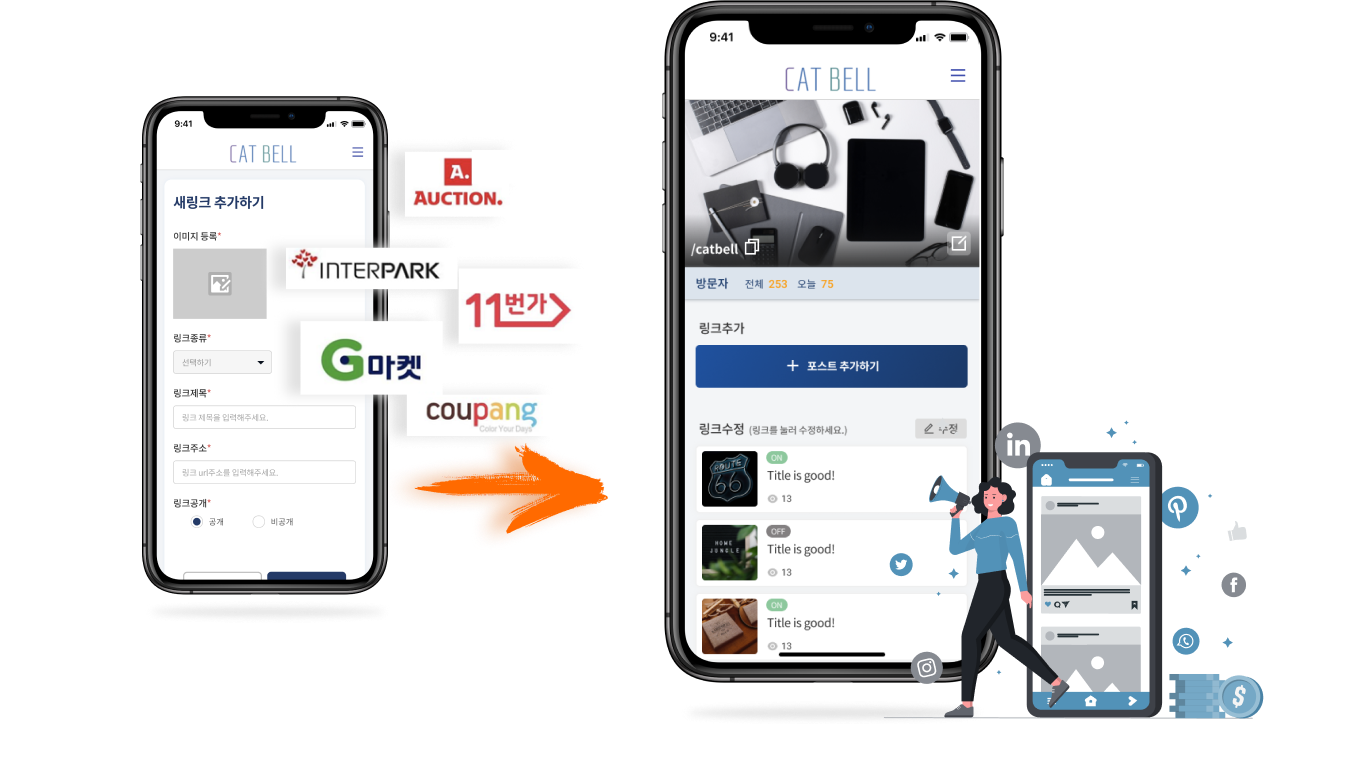 9:41
CAT BELL
새링크 추가하기
이미지 등록*
링크종류*
선택하기
링크제목*
링크 제목을 입력해주세요.
링크주소*
링크 url주소를 입력해주세요.
링크공개*
공개 비공개
A.
AUCTION.
INTERPARK
11번가
G마켓
coupang
Color Your Days
9:41
CAT BELL
/catbell
방문자 전체 253 오늘 75
링크추가
+ 포스트 추가하기
링크수정 (링크를 눌러 수정하세요.) 수정
ROUTE
66
ON
Title is good!
13
HOME
JUNGLE
OFF
Title is good!
13
ON
Title is good!
13
in
f
$